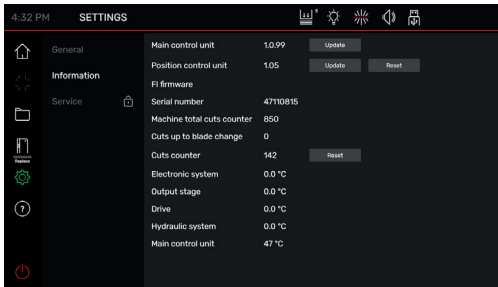 4:32 PM SETTINGS
General
Information
Service
Replace
?
Main control unit 1.0.99 Update
Position control unit 1.05 Update Reset
FI firmware
Serial number 47110815
Machine total cuts counter 850
Cuts up to blade change 0
Cuts counter 142 Reset
Electronic system 0.0 °C
Output stage 0.0 °C
Drive 0.0 °C
Hydraulic system 0.0 °C
Main control unit 47 °C